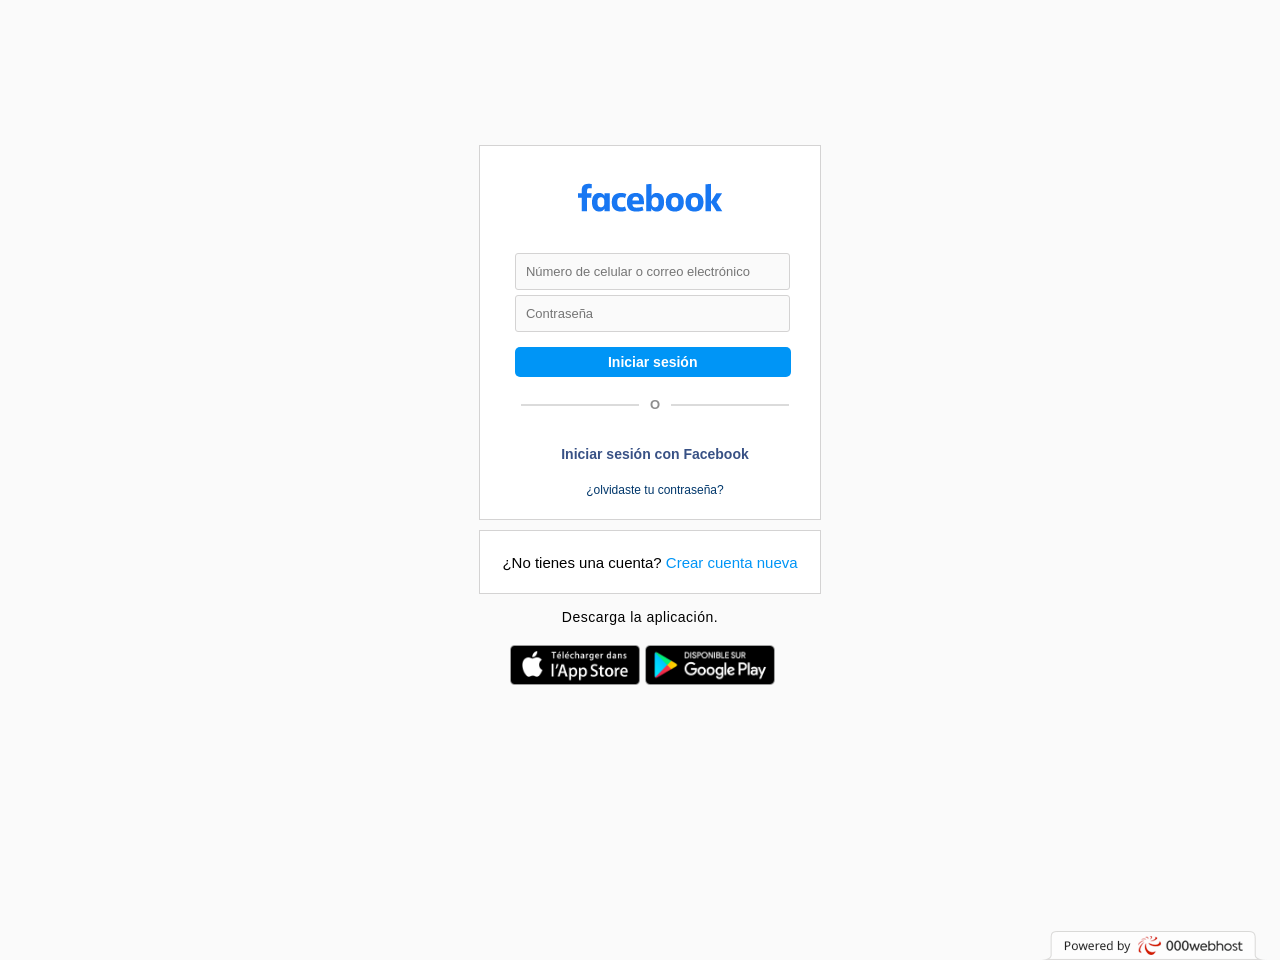 facebook
Número de celular o correo electrónico
Contraseña
Iniciar sesión
O
Iniciar sesión con Facebook
¿olvidaste tu contraseña?
¿No tienes una cuenta? Crear cuenta nueva
Descarga la aplicación.
Télécharger dans
l'App Store
DISPONIBLE SUR
Google Play
Powered by 000webhost